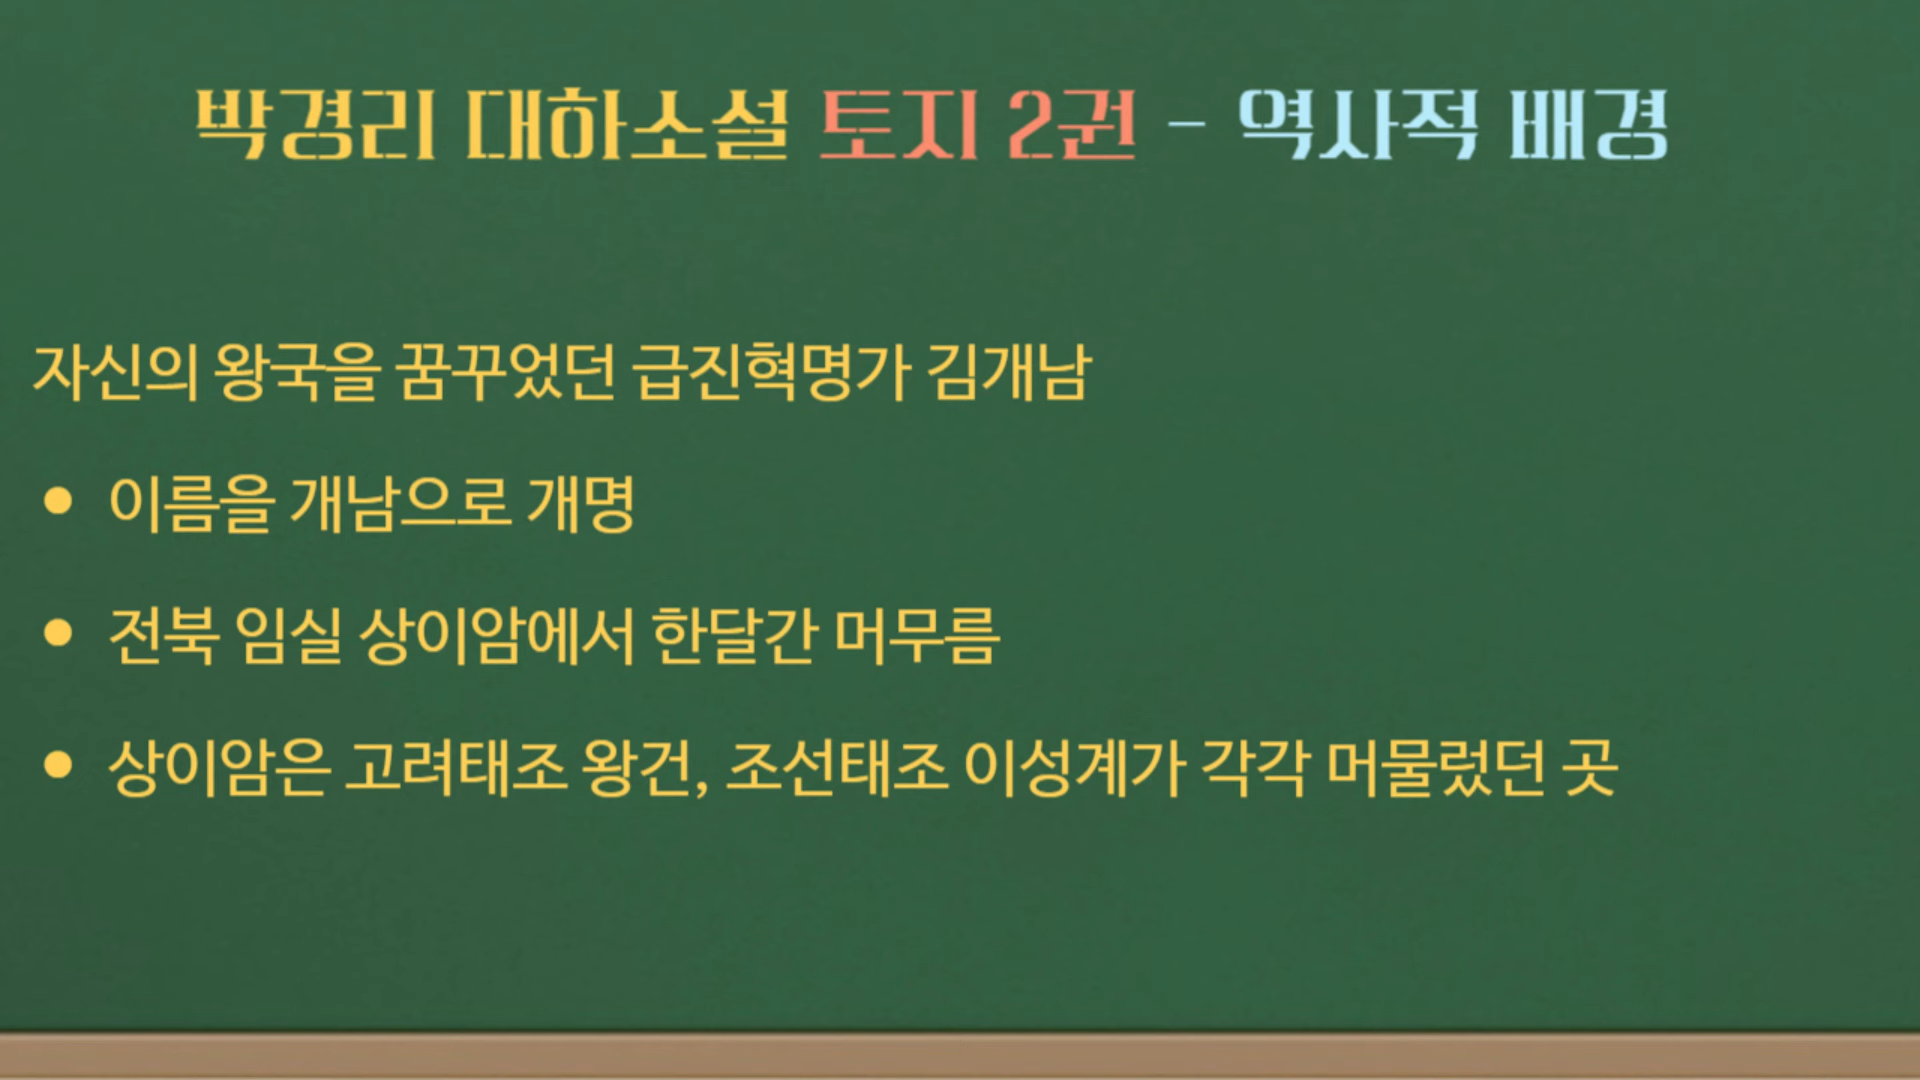 박경리 대하소설 토지 2권 - 역사적 배경
자신의 왕국을 꿈꾸었던 급진혁명가 김개남
• 이름을 개남으로 개명
• 전북 임실 상이암에서 한달간 머무름
• 상이암은 고려태조 왕건, 조선태조 이성계가 각각 머물렀던 곳